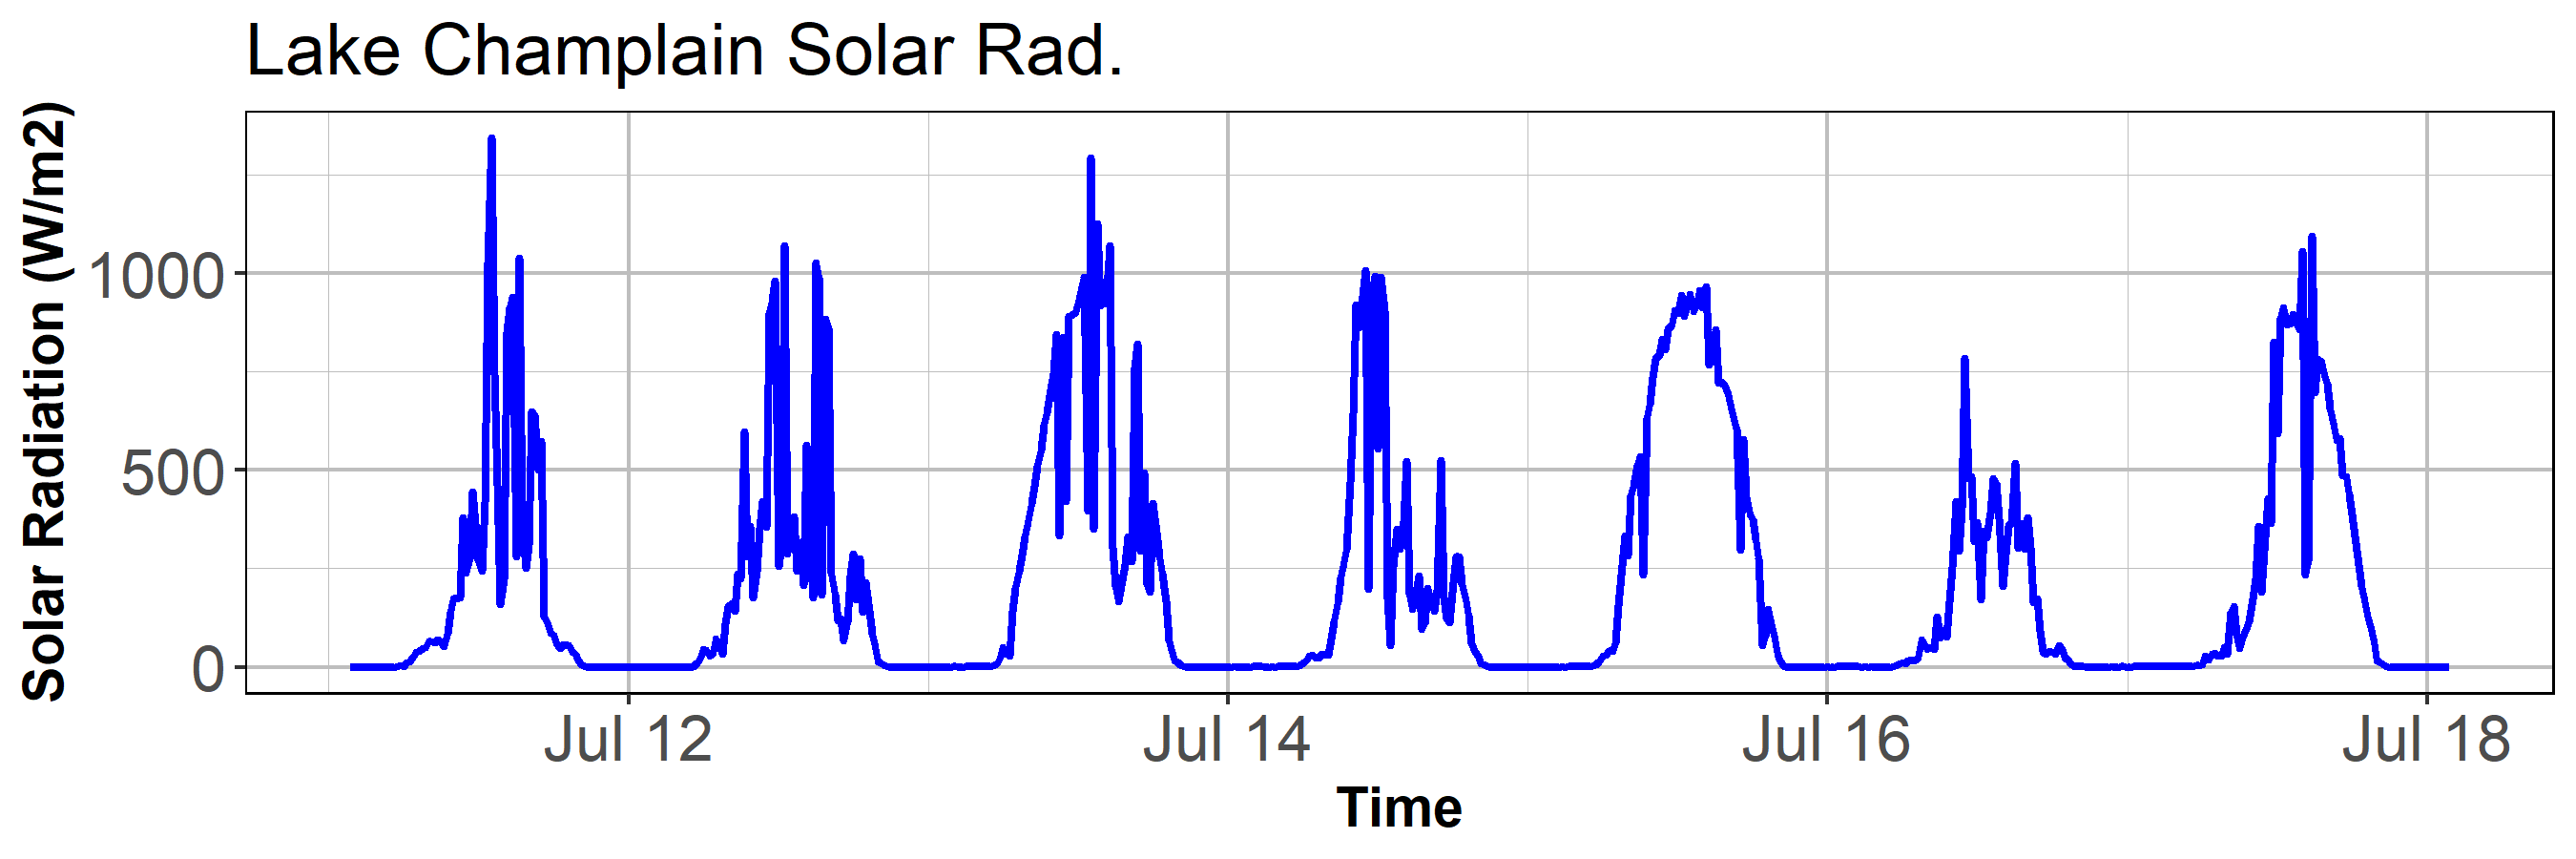 Lake Champlain Solar Rad.
Solar Radiation (W/m2)
1000
500
0
Jul 12
Jul 14
Jul 16
Jul 18
Time